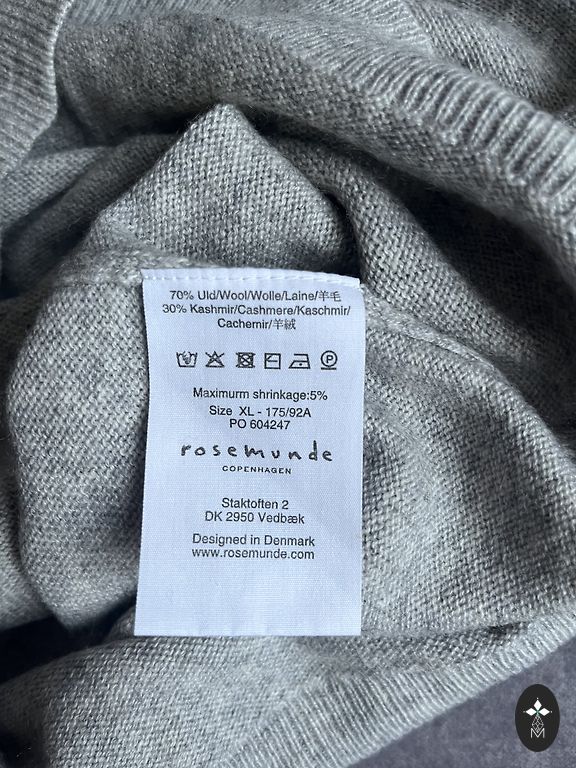 70% Uld/Wool/Wolle/Laine/羊毛
30% Kashmir/Cashmere/Kaschmir/
Cachemir/羊絨
Maximurm shrinkage:5%
Size XL - 175/92A
PO 604247
rosemunde
COPENHAGEN
Staktoften 2
DK 2950 Vedbæk
Designed in Denmark
www.rosemunde.com